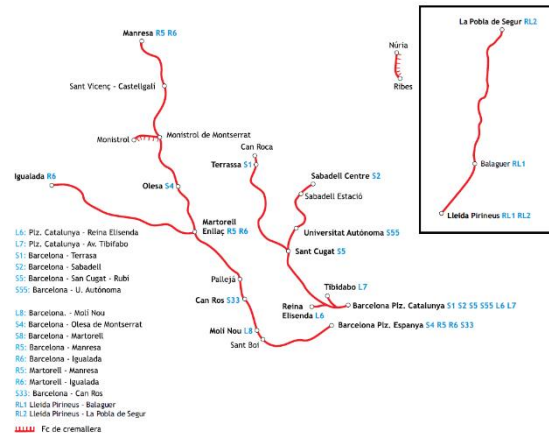 La Pobla de Segur RL2
Manresa R5 R6
Núria
Ribes
Sant Vicenç - Castellgalí
Monistrol
Monistrol de Montserrat
Can Roca
Terrassa S1
Sabadell Centre S2
Sabadell Estació
Balaguer RL1
Igualada R6
Olesa S4
Lleida Pirineus RL1 RL2
Martorell
Enllaç R5 R6
Universitat Autónoma S55
Sant Cugat S5
L6: Plz. Catalunya - Reina Elisenda
L7: Plz. Catalunya - Av. Tibifabo
S1: Barcelona - Terrasa
S2: Barcelona - Sabadell
S5: Barcelona - San Cugat - Rubí
S55: Barcelona - U. Autónoma
Pallejá
Can Ros S33
Tibidabo L7
Reina
Elisenda L6
Barcelona Plz. Catalunya S1 S2 S5 S55 L6 L7
Molí Nou L8
Sant Boi
Barcelona Plz. Espanya S4 R5 R6 S33
L8: Barcelona. - Molí Nou
S4: Barcelona - Olesa de Montserrat
S8: Barcelona - Martorell
R5: Barcelona - Manresa
R6: Barcelona - Igualada
R5: Martorell - Manresa
R6: Martorell - Igualada
S33: Barcelona - Can Ros
RL1 Lleida Pirineus - Balaguer
RL2 Lleida Pirineus - La Pobla de Segur
Fc de cremallera